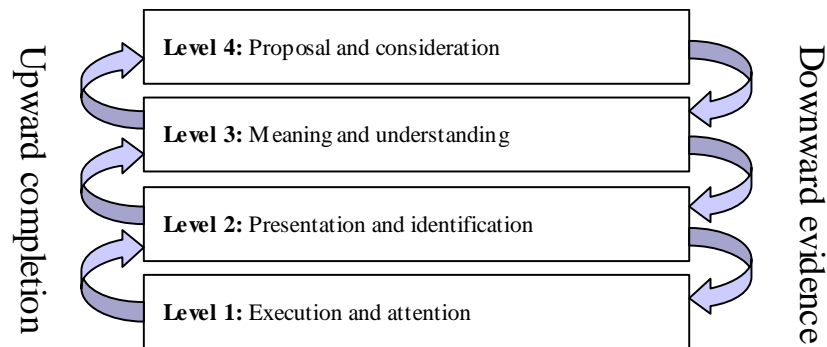 Upward completion
Level 4: Proposal and consideration
Level 3: Meaning and understanding
Level 2: Presentation and identification
Level 1: Execution and attention
Downward evidence